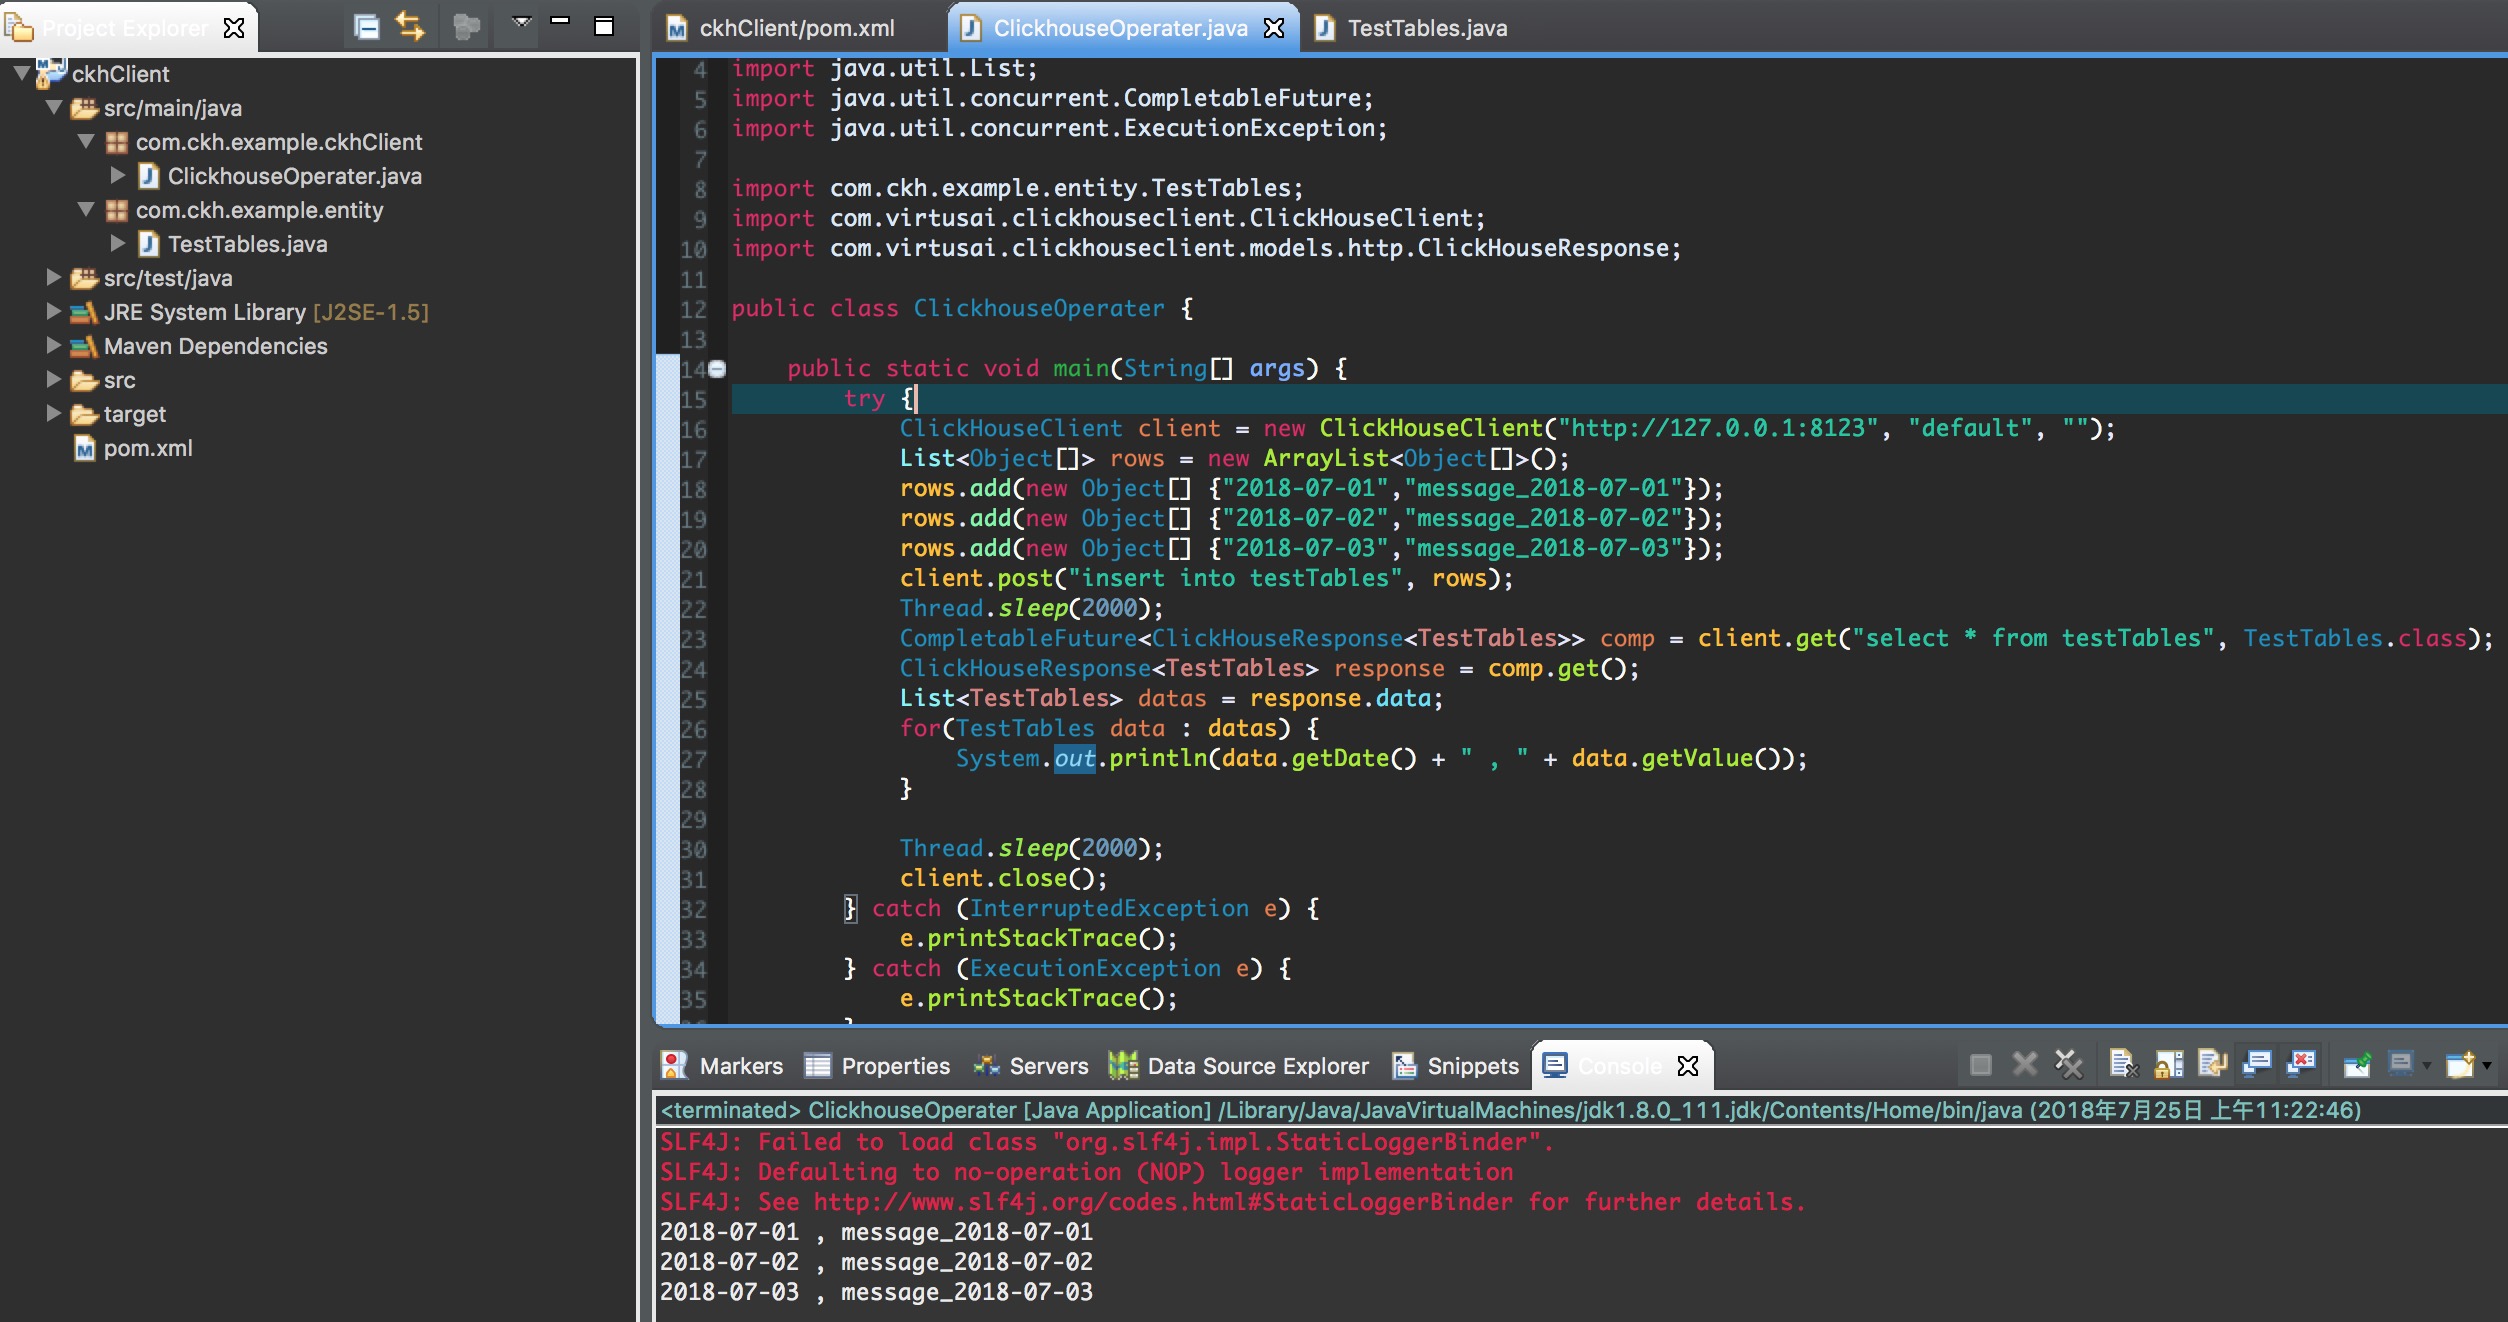 Project Explorer
ckhClient
src/main/java
com.ckh.example.ckhClient
ClickhouseOperater.java
com.ckh.example.entity
TestTables.java
src/test/java
JRE System Library [J2SE-1.5]
Maven Dependencies
src
target
pom.xml
ckhClient/pom.xml
ClickhouseOperater.java
TestTables.java
4 import java.util.List;
5 import java.util.concurrent.CompletableFuture;
6 import java.util.concurrent.ExecutionException;
7
8 import com.ckh.example.entity.TestTables;
9 import com.virtusai.clickhouseclient.ClickHouseClient;
10 import com.virtusai.clickhouseclient.models.http.ClickHouseResponse;
11
12 public class ClickhouseOperater {
13
14 public static void main(String[] args) {
15 try {
16 ClickHouseClient client = new ClickHouseClient("http://127.0.0.1:8123", "default", "");
17 List<Object[]> rows = new ArrayList<Object[]>();
18 rows.add(new Object[] {"2018-07-01","message_2018-07-01"});
19 rows.add(new Object[] {"2018-07-02","message_2018-07-02"});
20 rows.add(new Object[] {"2018-07-03","message_2018-07-03"});
21 client.post("insert into testTables", rows);
22 Thread.sleep(2000);
23 CompletableFuture<ClickHouseResponse<TestTables>> comp = client.get("select * from testTables", TestTables.class);
24 ClickHouseResponse<TestTables> response = comp.get();
25 List<TestTables> datas = response.data;
26 for(TestTables data : datas) {
27 System.out.println(data.getDate() + " , " + data.getValue());
28 }
29
30 Thread.sleep(2000);
31 client.close();
32 } catch (InterruptedException e) {
33 e.printStackTrace();
34 } catch (ExecutionException e) {
35 e.printStackTrace();
Markers
Properties
Servers
Data Source Explorer
Snippets
Console
<terminated> ClickhouseOperater [Java Application] /Library/Java/JavaVirtualMachines/jdk1.8.0_111.jdk/Contents/Home/bin/java (2018年7月25日 上午11:22:46)
SLF4J: Failed to load class "org.slf4j.impl.StaticLoggerBinder".
SLF4J: Defaulting to no-operation (NOP) logger implementation
SLF4J: See http://www.slf4j.org/codes.html#StaticLoggerBinder for further details.
2018-07-01 , message_2018-07-01
2018-07-02 , message_2018-07-02
2018-07-03 , message_2018-07-03